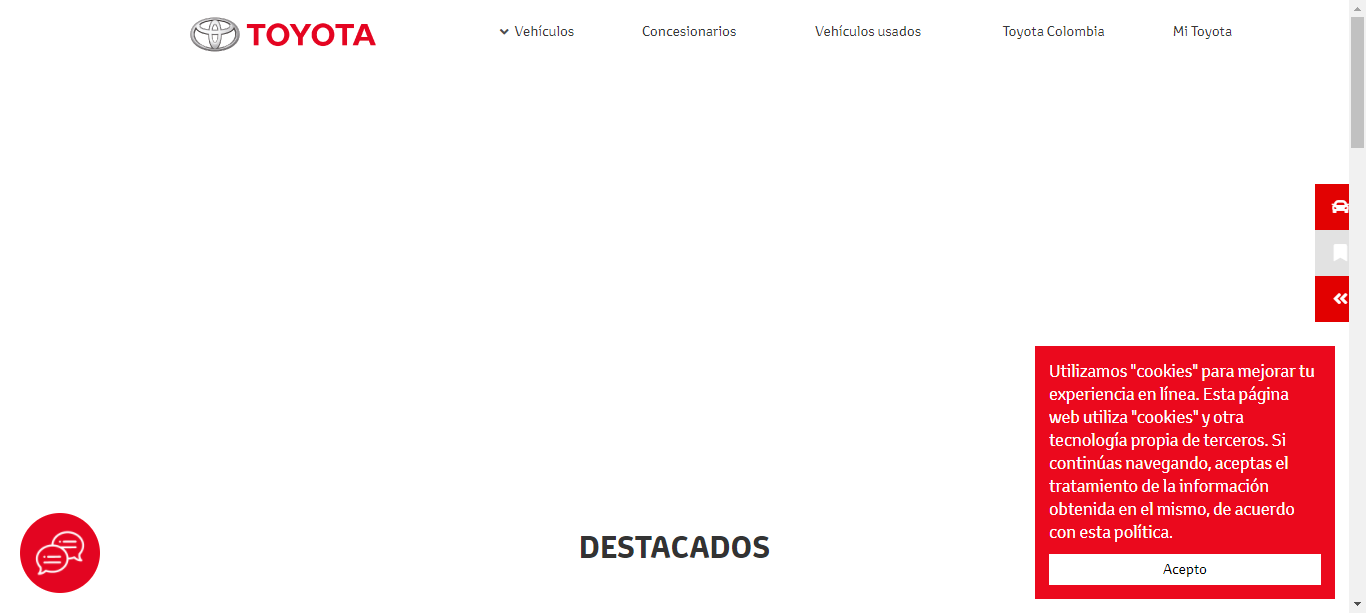 TOYOTA
Vehículos
Concesionarios
Vehículos usados
Toyota Colombia
Mi Toyota
DESTACADOS
Utilizamos "cookies" para mejorar tu
experiencia en línea. Esta página
web utiliza "cookies" y otra
tecnología propia de terceros. Si
continúas navegando, aceptas el
tratamiento de la información
obtenida en el mismo, de acuerdo
con esta política.
Acepto